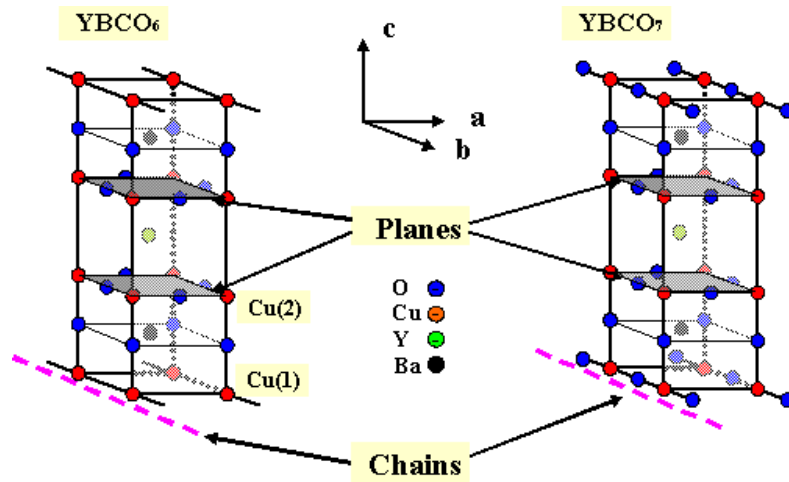 YBCO₆
YBCO₇
c
a
b
Planes
O
Cu
Y
Ba
Cu(2)
Cu(1)
Chains